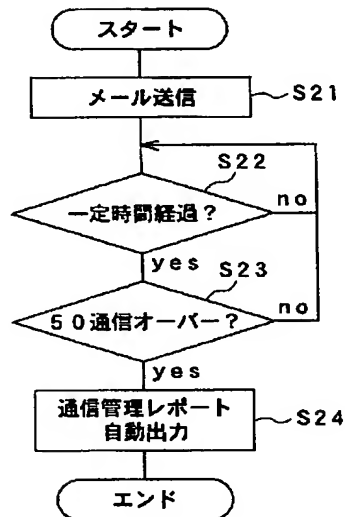 スタート
メール送信
S21
S22
一定時間経過？
no
yes
S23
５０通信オーバー？
no
yes
通信管理レポート
自動出力
S24
エンド